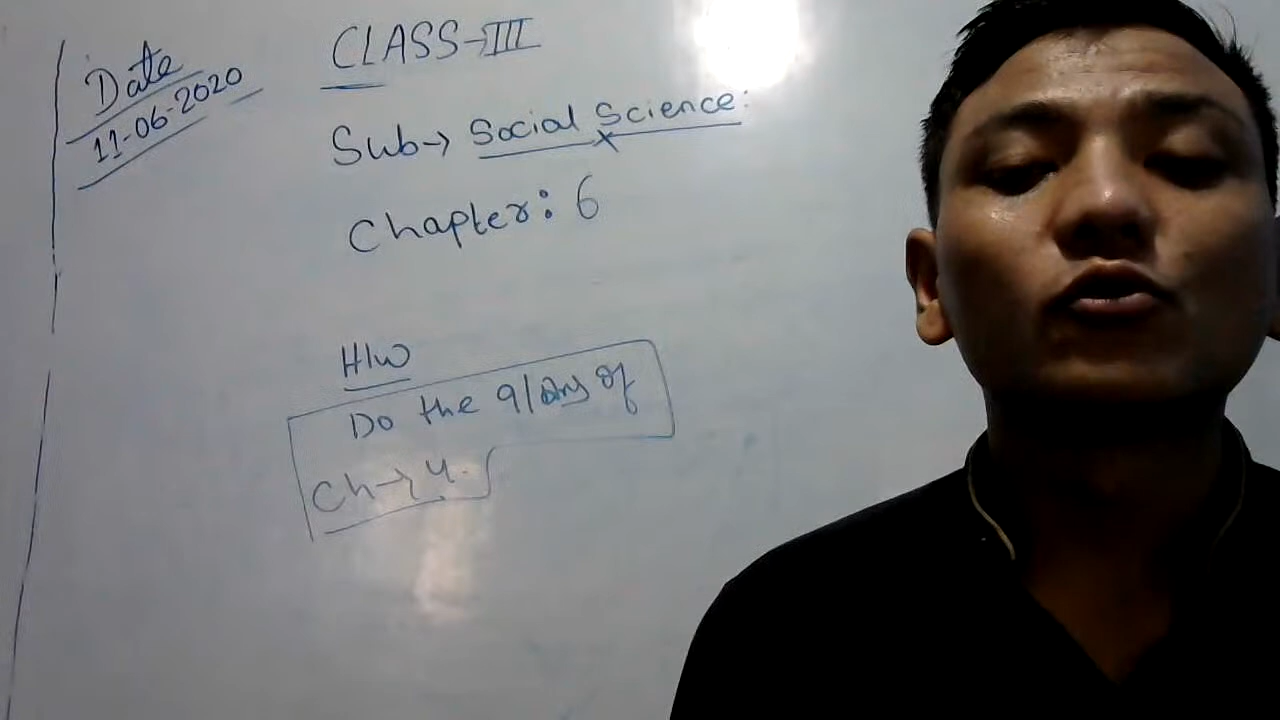 Date
11-06-2020
CLASS-III
Sub→ Social Science:
Chapter: 6
H/W
Do the q/Ans of
Ch→ 4.